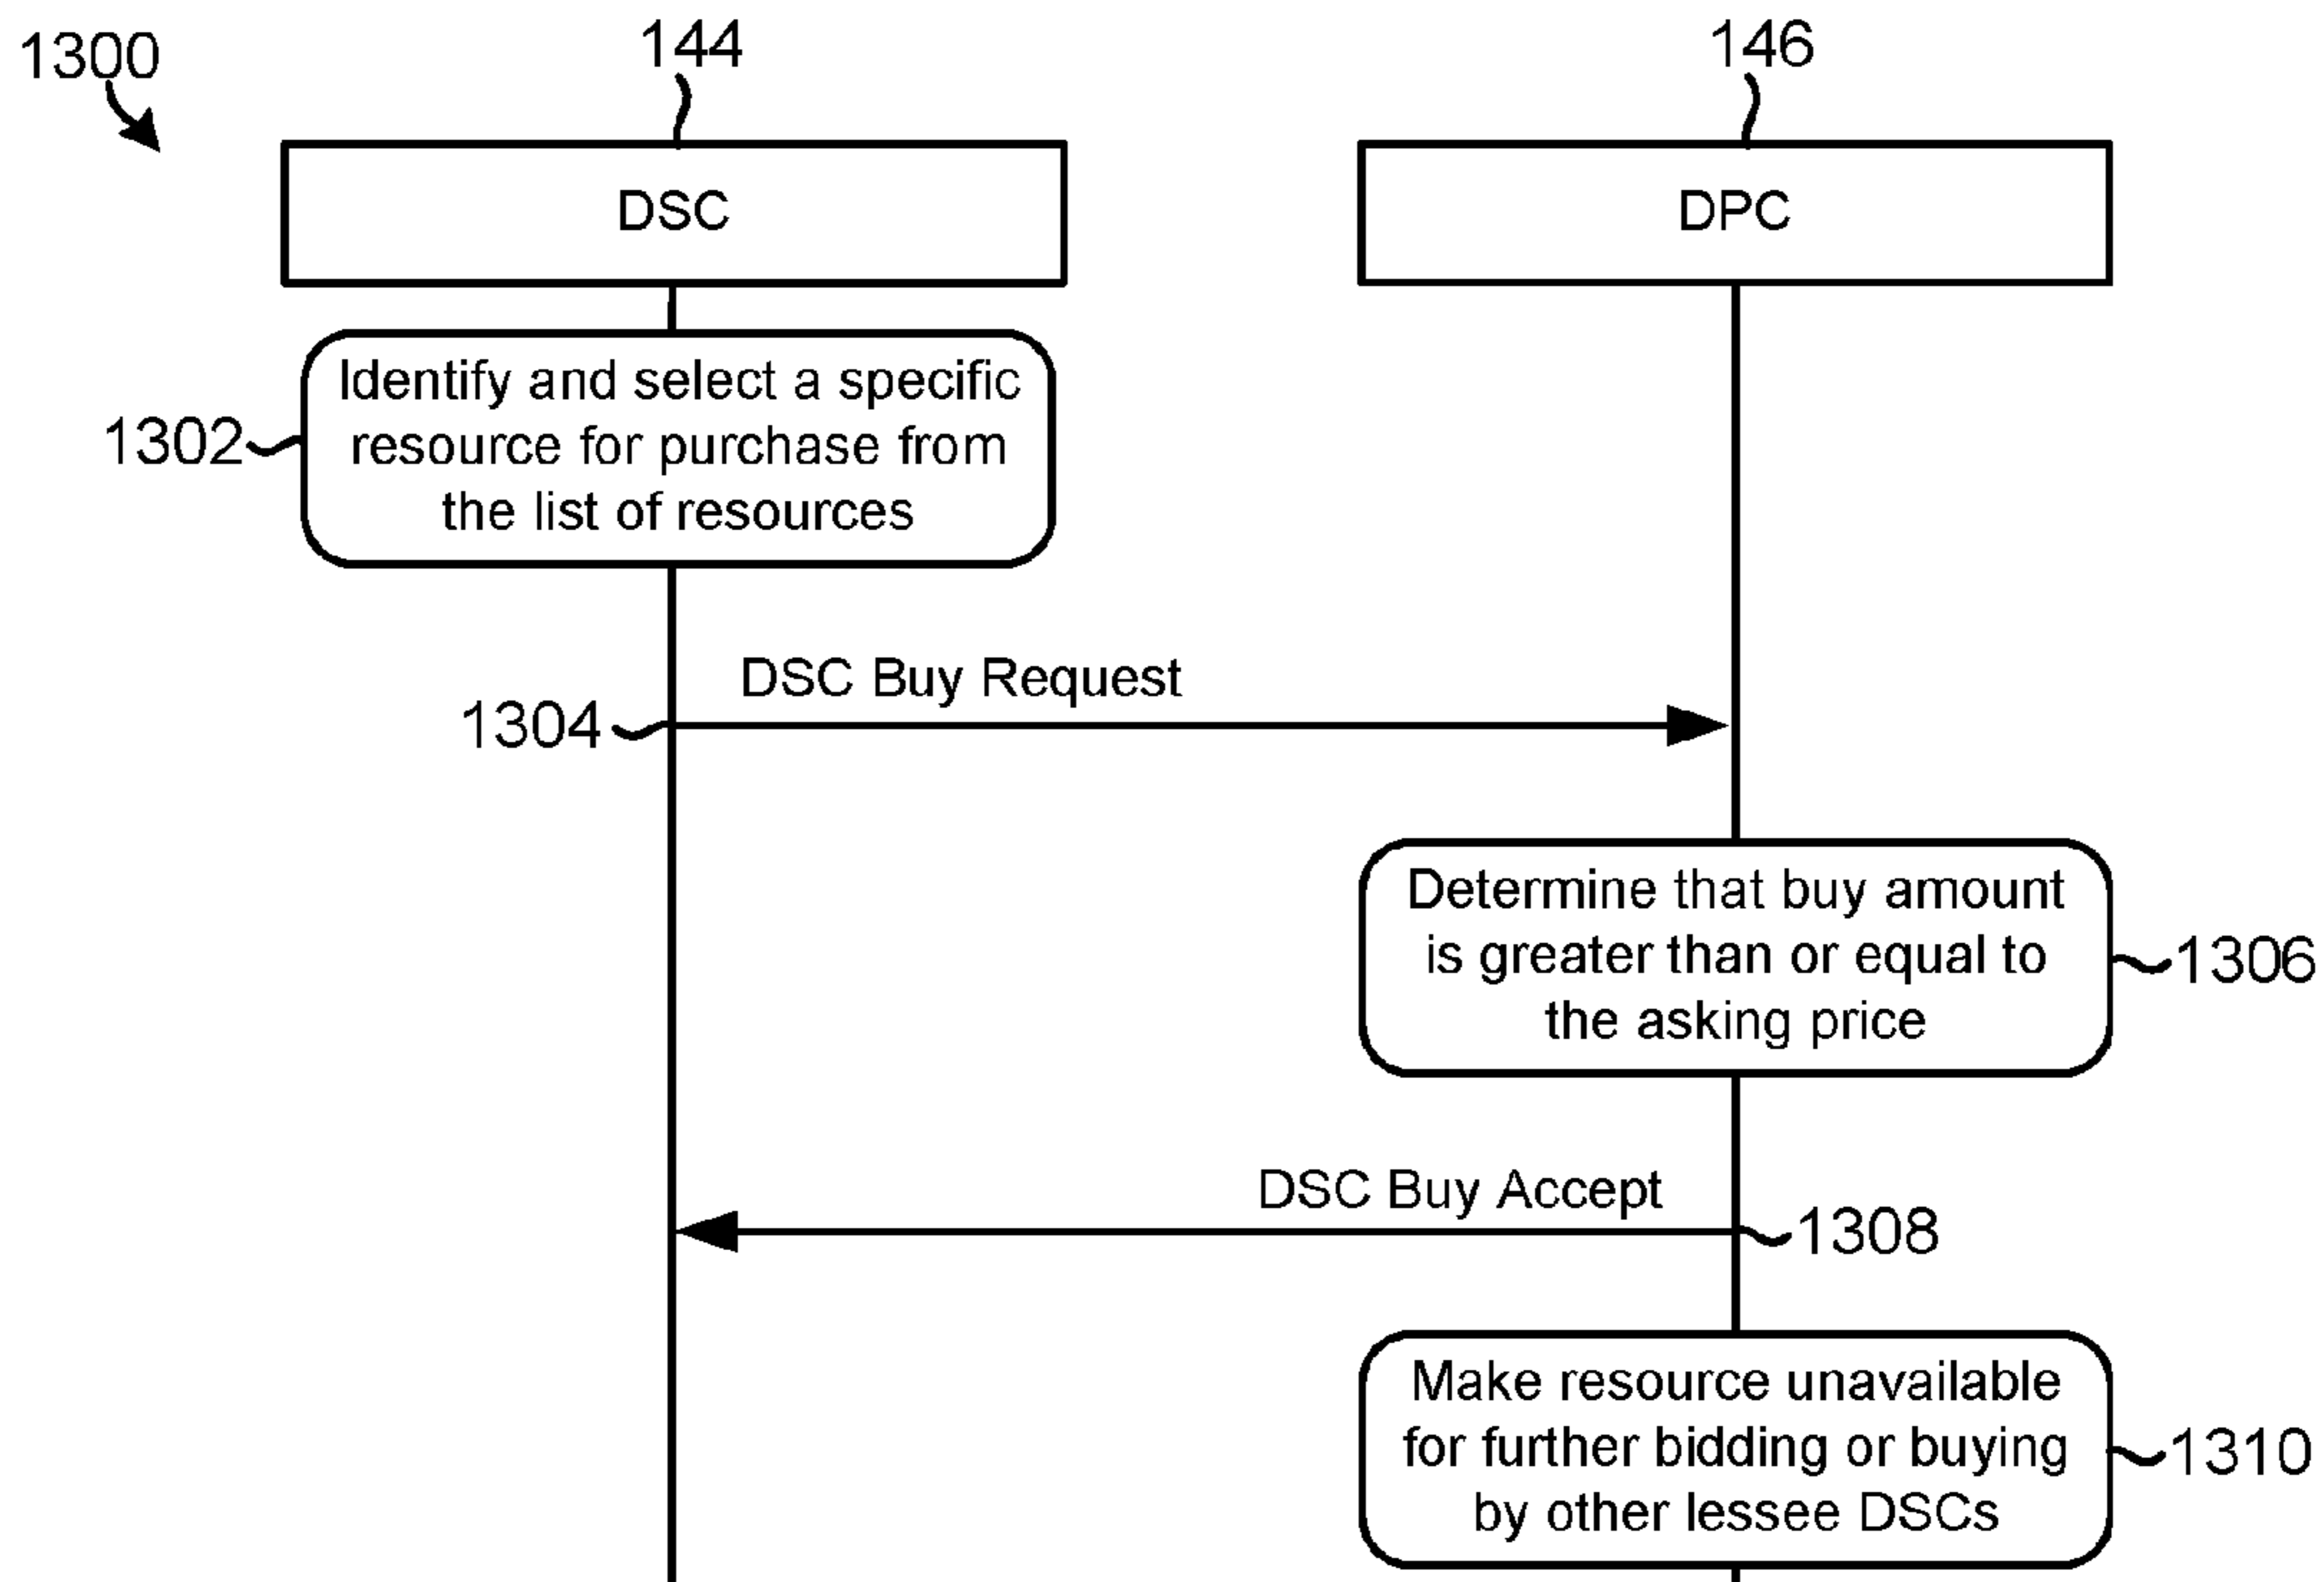 1300
144
146
DSC
DPC
Identify and select a specific
resource for purchase from
the list of resources
1302
DSC Buy Request
1304
Determine that buy amount
is greater than or equal to
the asking price
1306
DSC Buy Accept
1308
Make resource unavailable
for further bidding or buying
by other lessee DSCs
1310